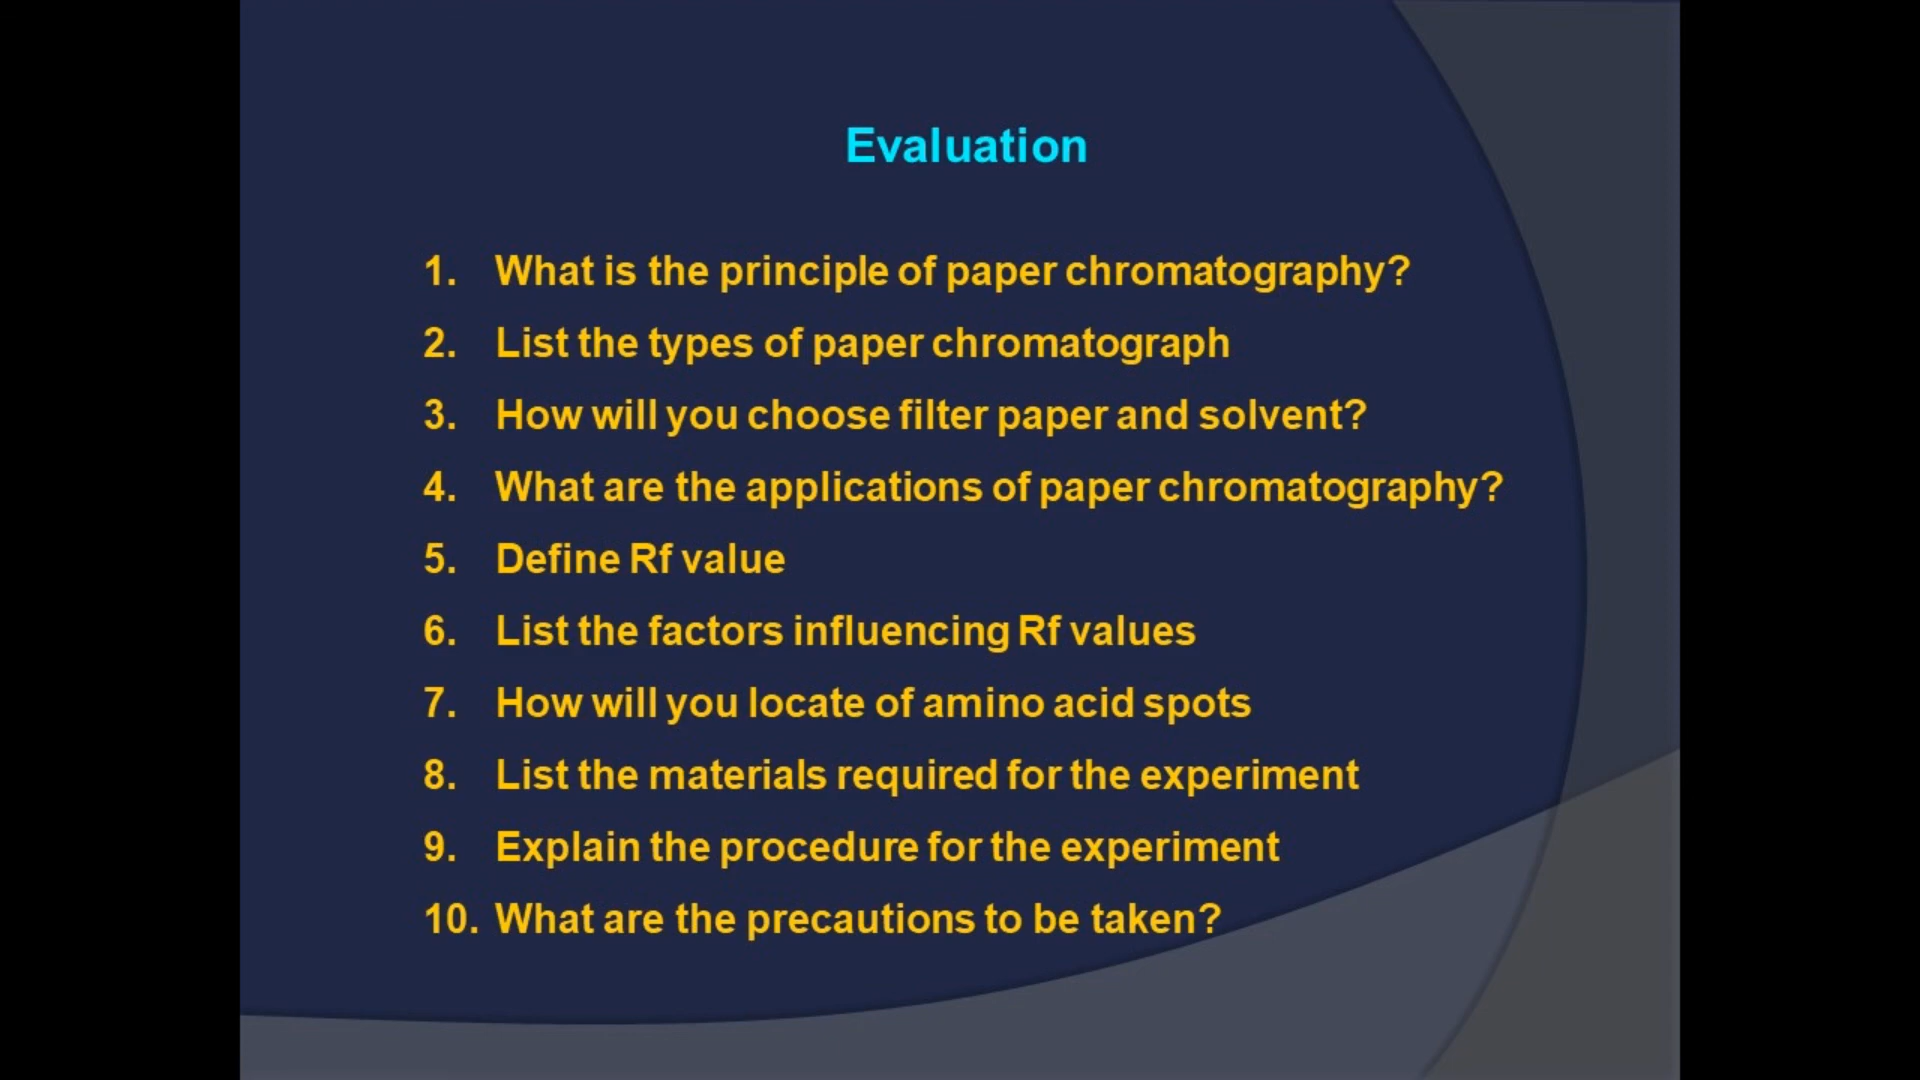 Evaluation
1. What is the principle of paper chromatography?
2. List the types of paper chromatograph
3. How will you choose filter paper and solvent?
4. What are the applications of paper chromatography?
5. Define Rf value
6. List the factors influencing Rf values
7. How will you locate of amino acid spots
8. List the materials required for the experiment
9. Explain the procedure for the experiment
10. What are the precautions to be taken?